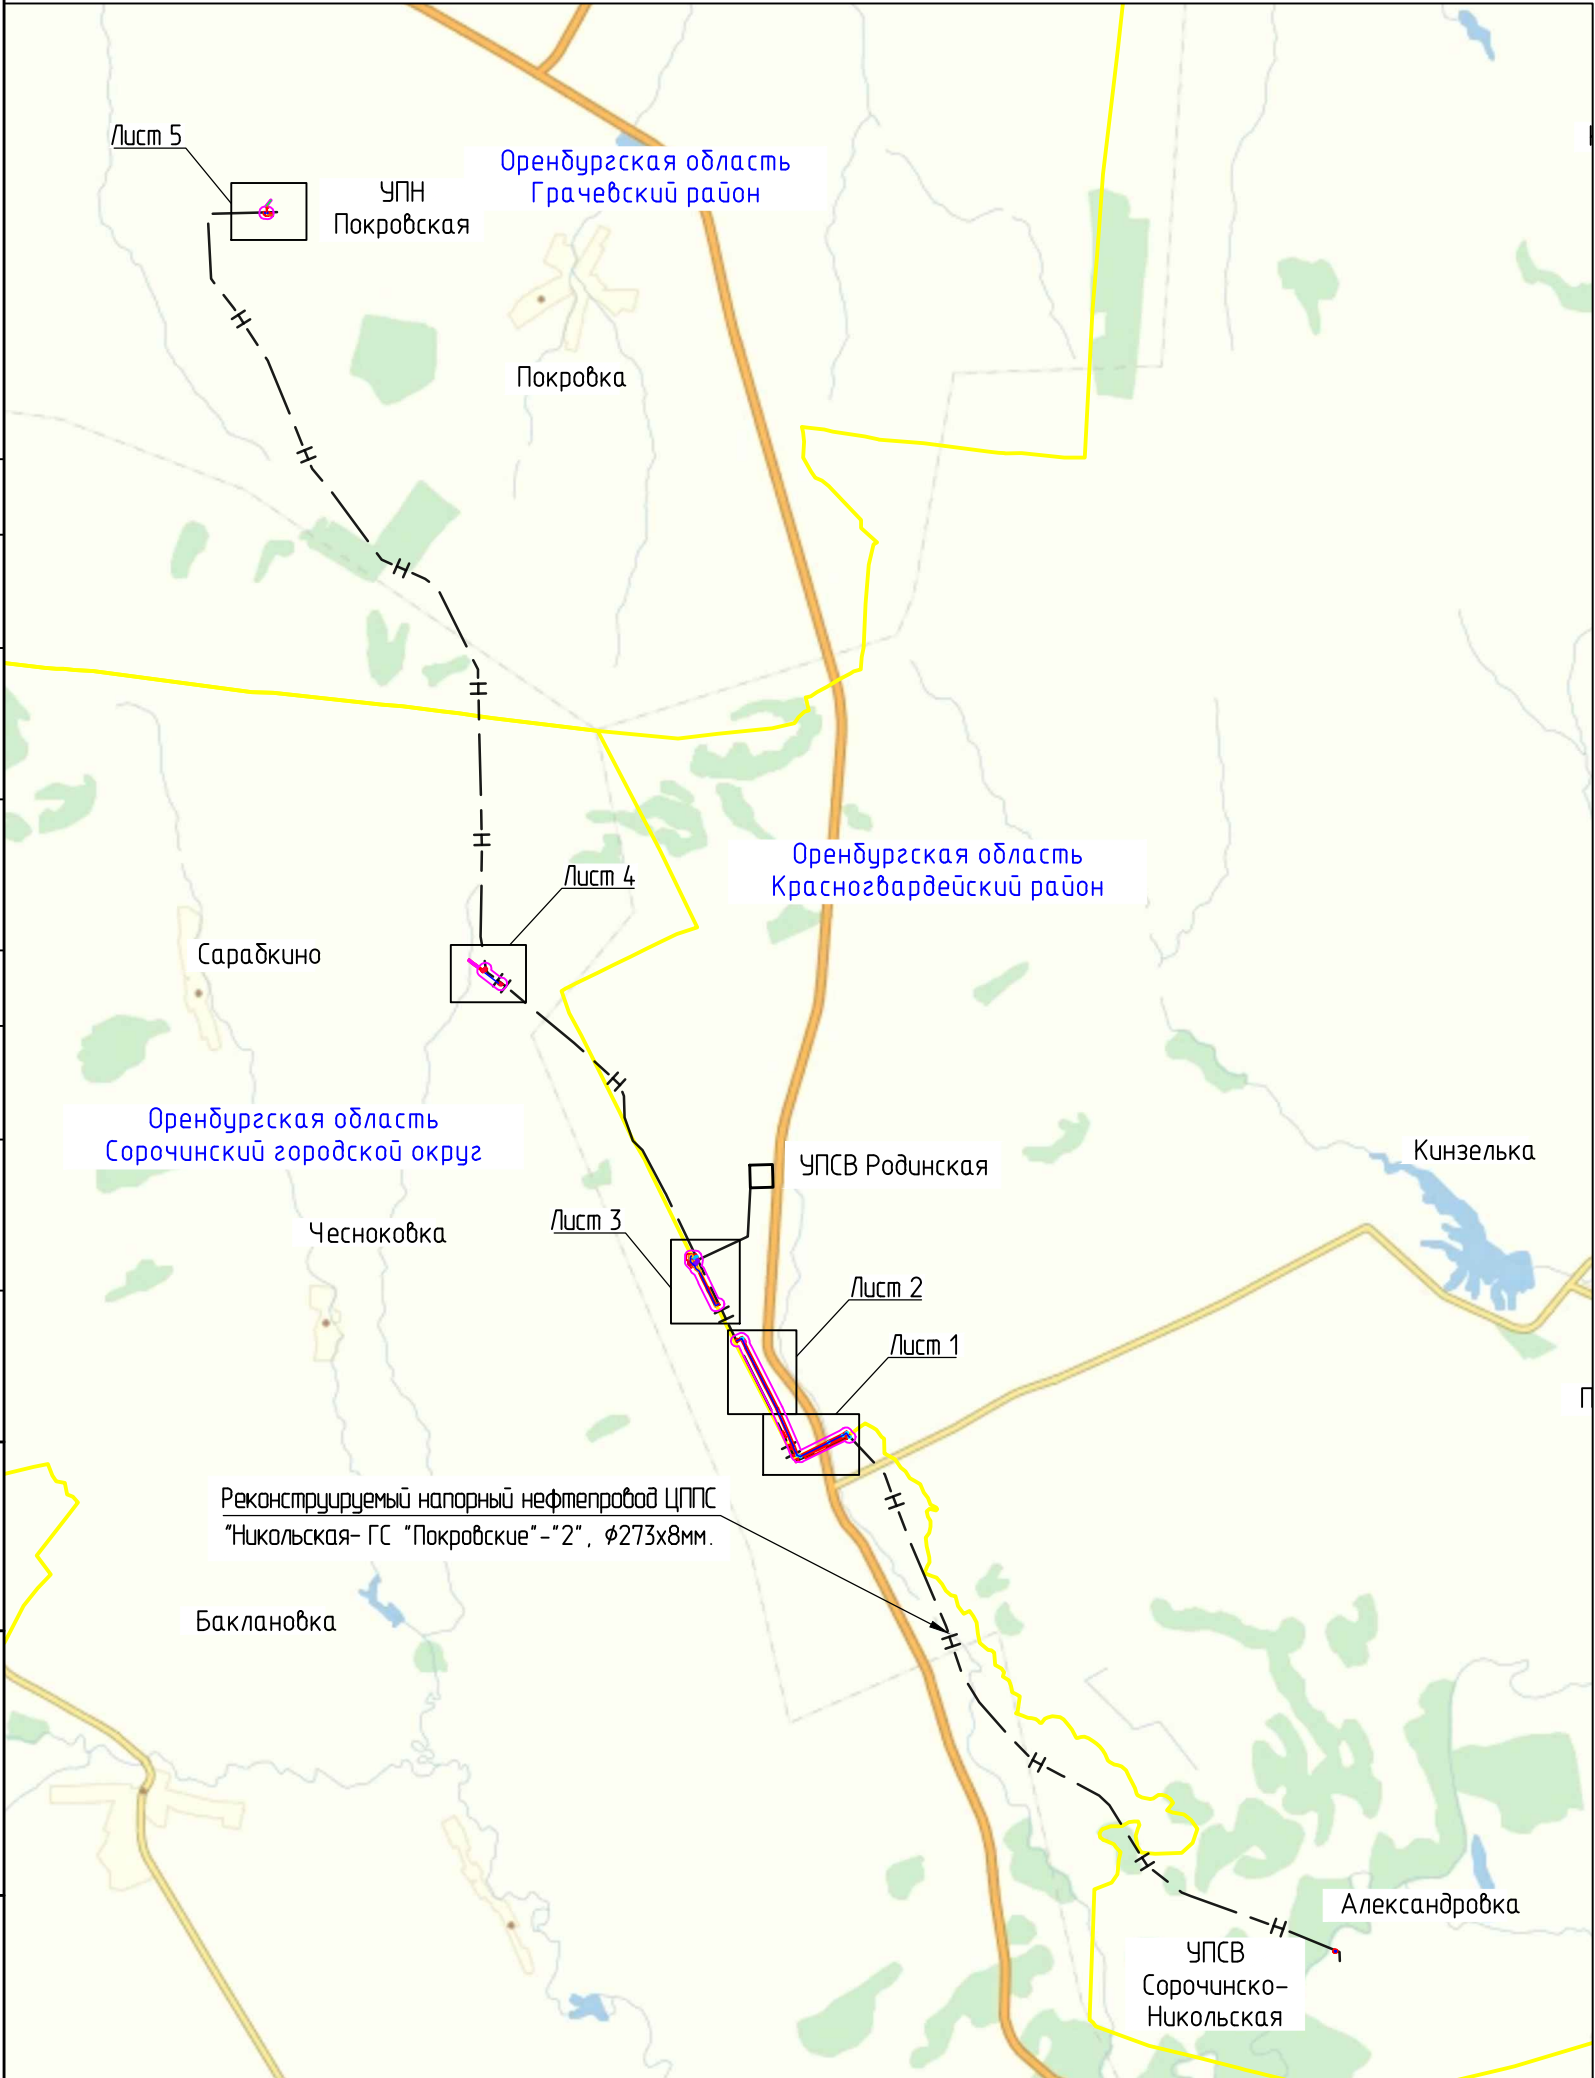 Лист 5
УПН
Покровская
Оренбургская область
Грачевский район
Покровка
Оренбургская область
Красногвардейский район
Лист 4
Сарабкино
Оренбургская область
Сорочинский городской округ
Кинзелька
УПСВ Родинская
Чесноковка
Лист 3
Лист 2
Лист 1
Реконструируемый напорный нефтепровод ЦППС
"Никольская- ГС "Покровские"-"2", Ф273х8мм.
Баклановка
Александровка
УПСВ
Сорочинско-
Никольская
Н
Н
Н
Н
Н
Н
Н
Н
Н
Н
Н
Н
Н
Н